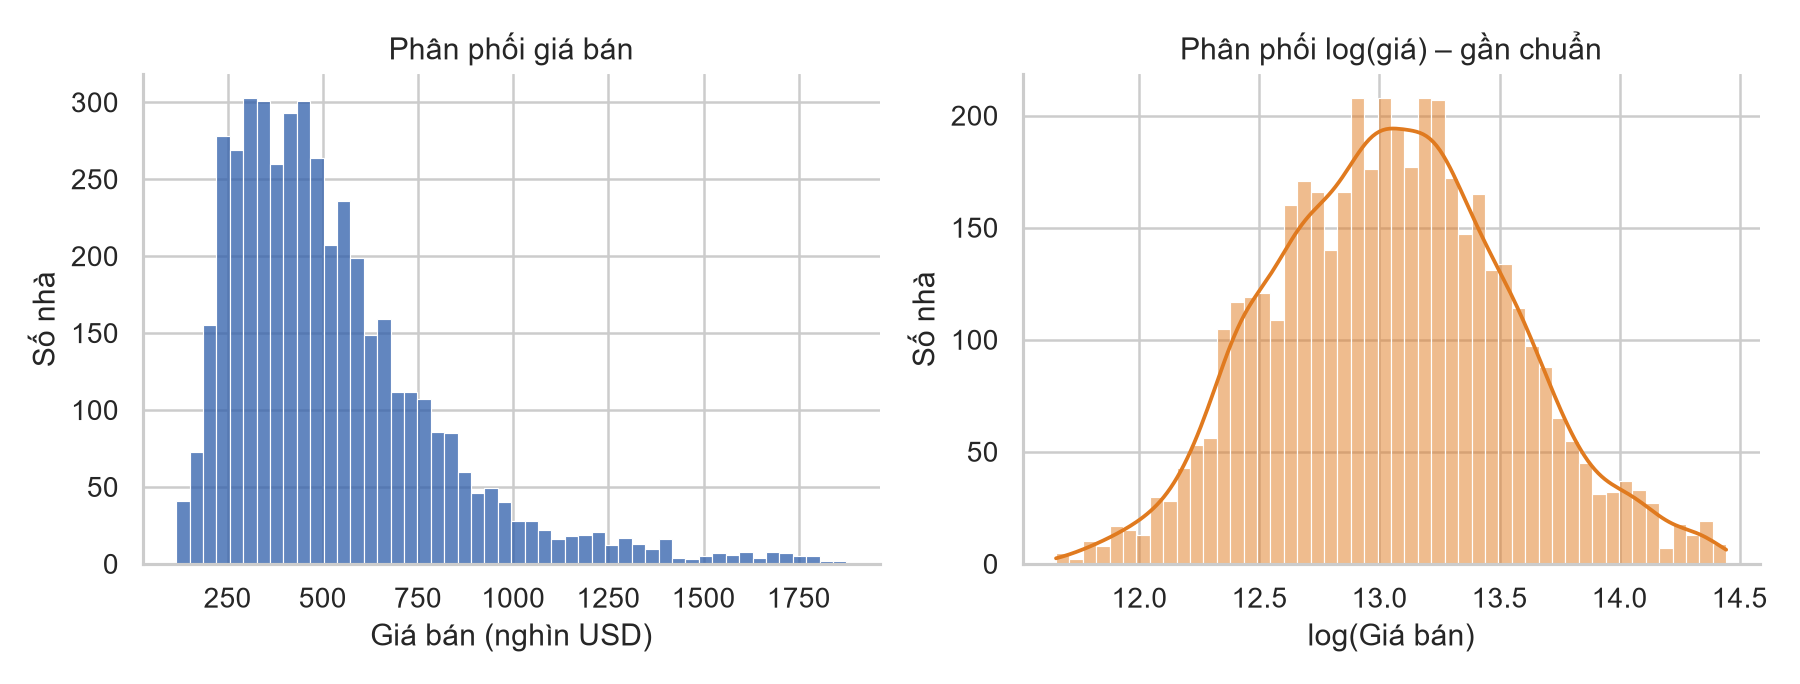 Phân phối giá bán
300
250
200
150
100
50
0
Số nhà
250 500 750 1000 1250 1500 1750
Giá bán (nghìn USD)
Phân phối log(giá) – gần chuẩn
200
150
100
50
0
Số nhà
12.0 12.5 13.0 13.5 14.0 14.5
log(Giá bán)